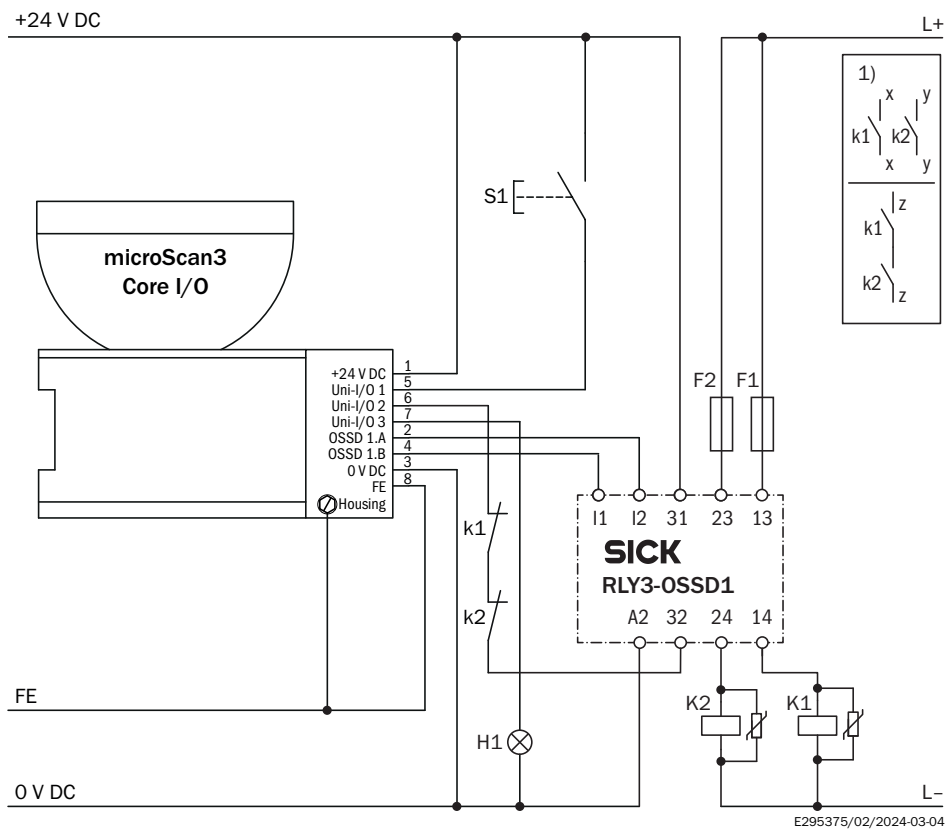 +24 V DC
L+
1)
x
y
k1
k2
x
y
z
k1
k2
z
S1
microScan3
Core I/O
+24 V DC 1
Uni-I/O 1 5
Uni-I/O 2 6
Uni-I/O 3 7
OSSD 1.A 2
OSSD 1.B 4
0 V DC 3
FE 8
Housing
F2
F1
I1 I2 31 23 13
SICK
RLY3-OSSD1
A2 32 24 14
k1
k2
FE
K2
K1
H1
0 V DC
L–
E295375/02/2024-03-04